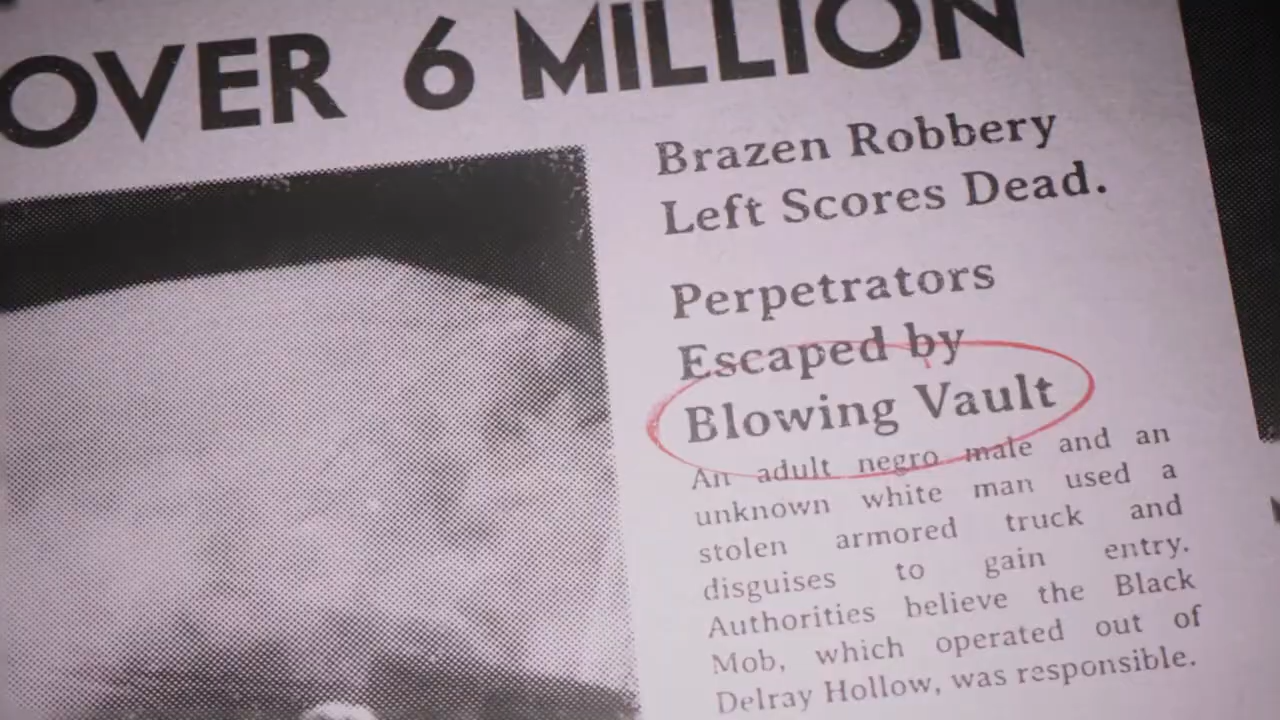 OVER 6 MILLION
Brazen Robbery
Left Scores Dead.
Perpetrators
Escaped by
Blowing Vault
An adult negro male and an
unknown white man used a
stolen armored truck and
disguises to gain entry.
Authorities believe the Black
Mob, which operated out of
Delray Hollow, was responsible.